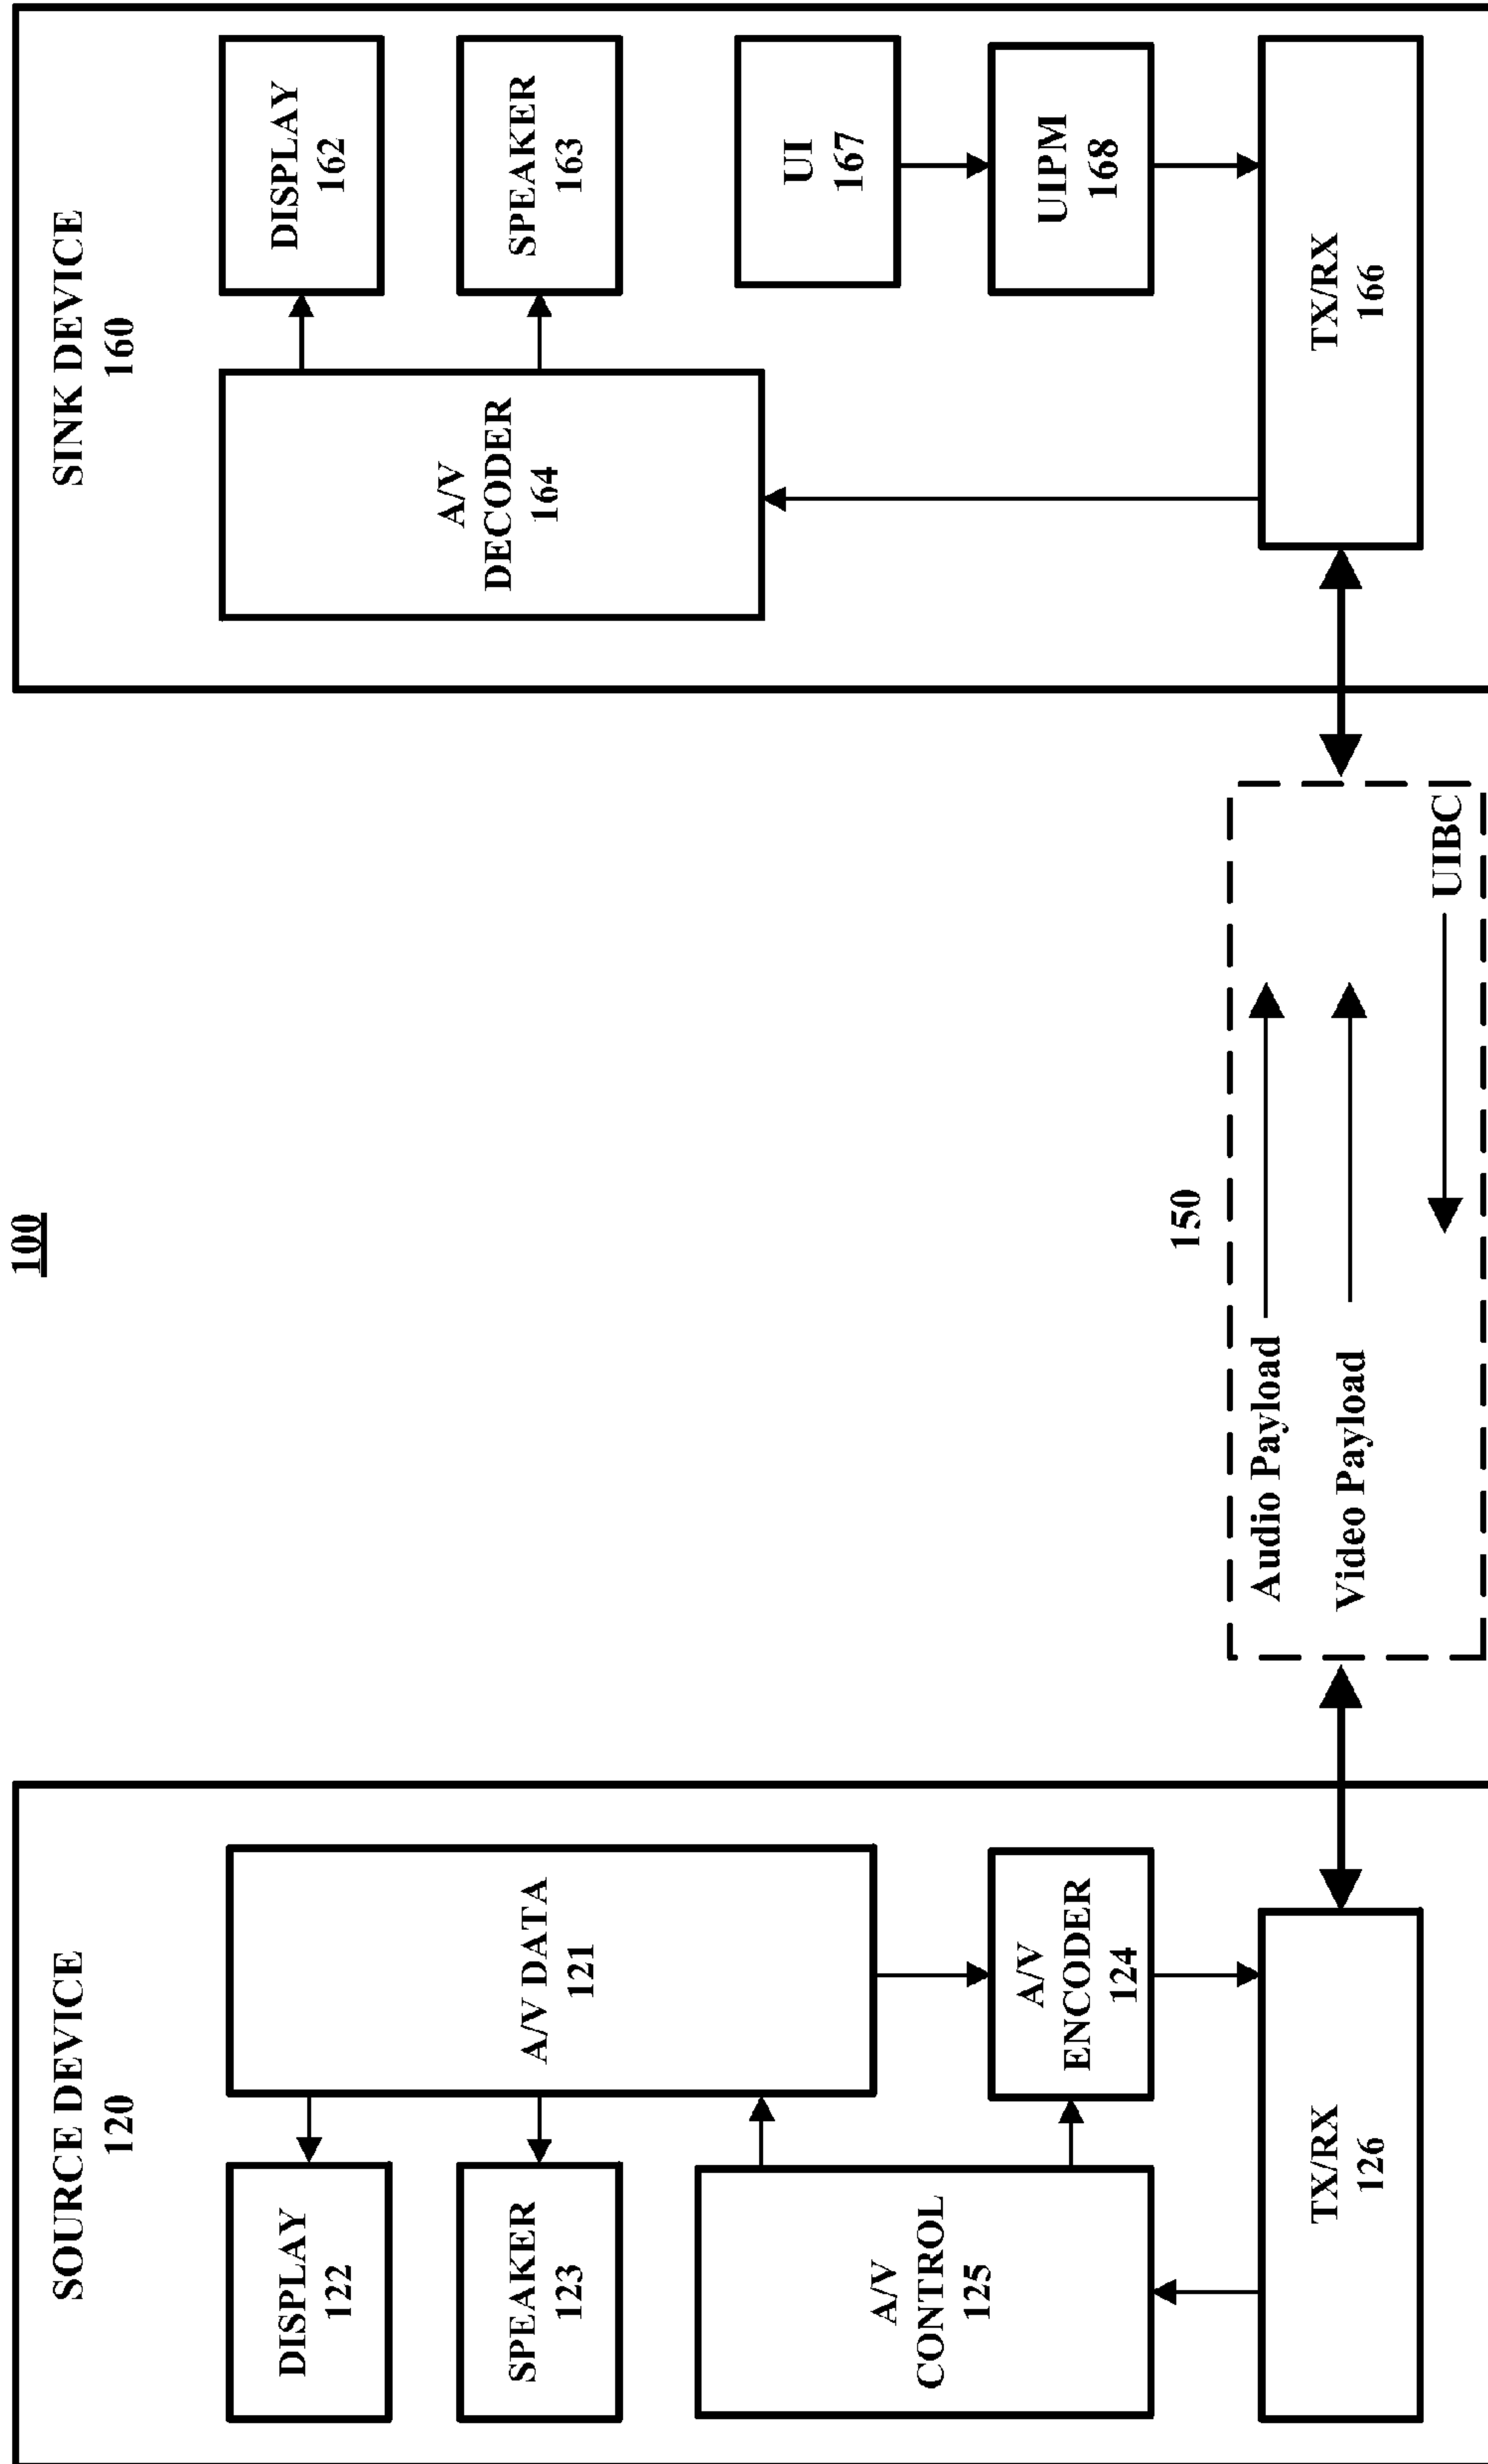 100
SOURCE DEVICE
120
DISPLAY
122
SPEAKER
123
A/V DATA
121
A/V
CONTROL
125
A/V
ENCODER
124
TX/RX
126
150
Audio Payload
Video Payload
UIBC
SINK DEVICE
160
A/V
DECODER
164
DISPLAY
162
SPEAKER
163
UI
167
UIPM
168
TX/RX
166